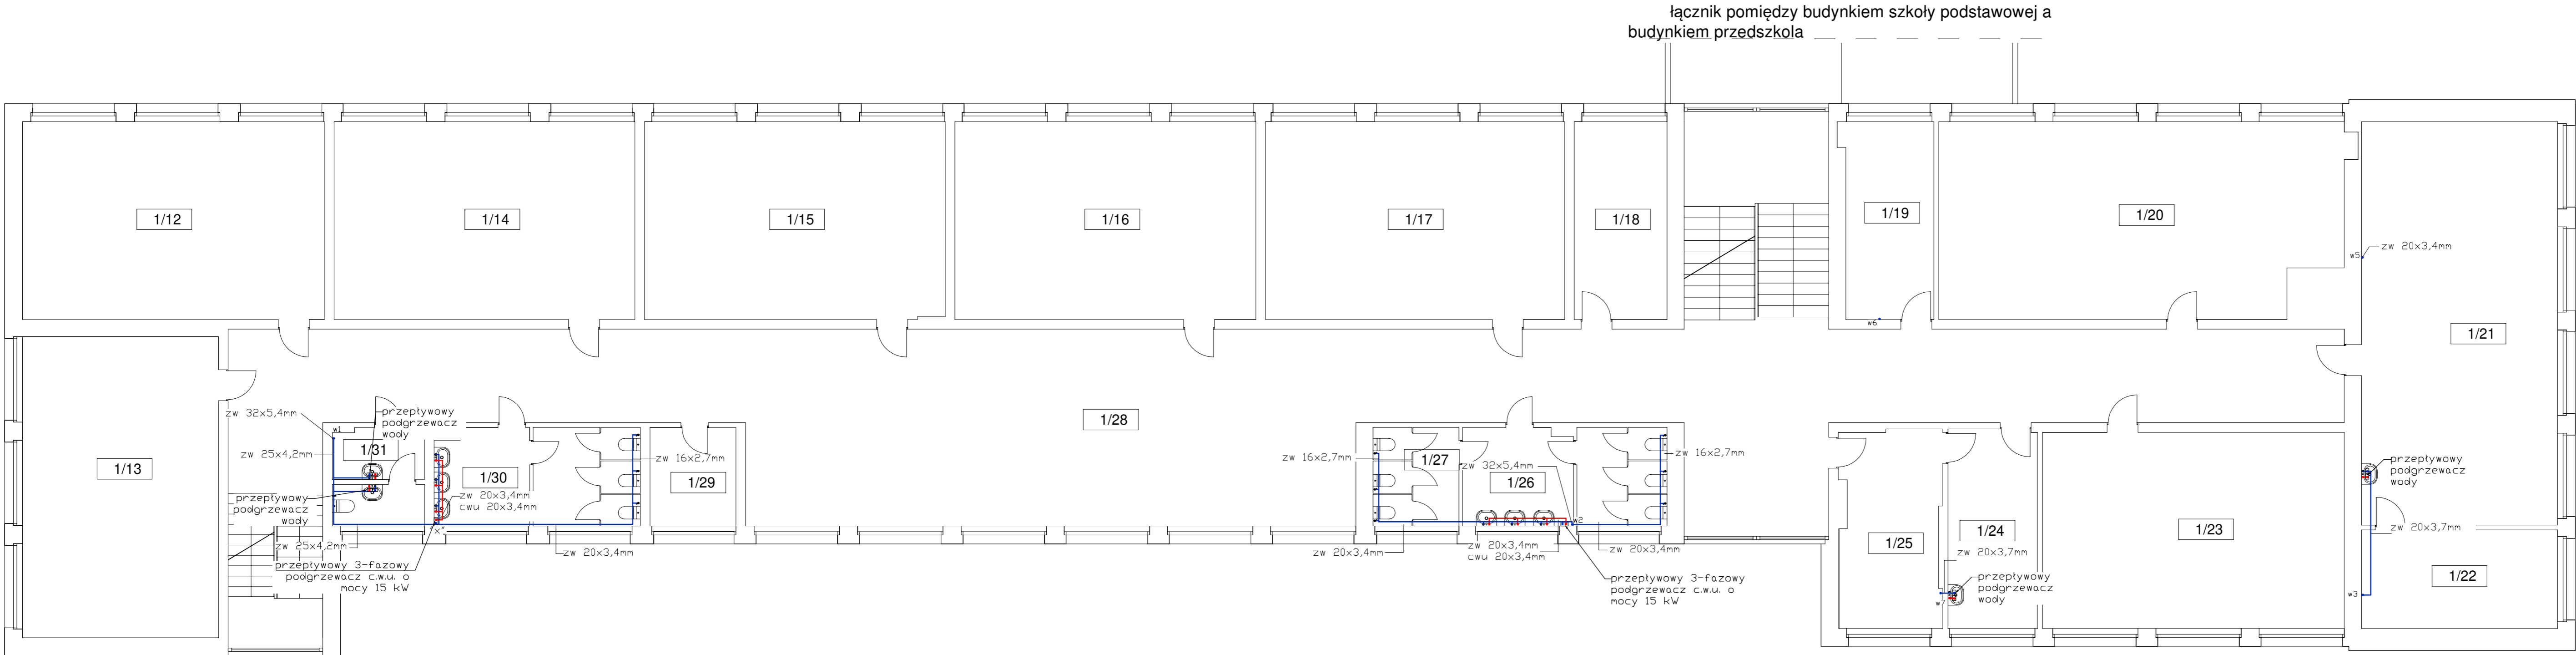 łącznik pomiędzy budynkiem szkoły podstawowej a
budynkiem przedszkola
1/12
1/14
1/15
1/16
1/17
1/18
1/19
1/20
w5
zw 20x3,4mm
w6
1/21
1/13
zw 32x5,4mm
w1
przepływowy
podgrzewacz
wody
1/31
zw 25x4,2mm
przepływowy
podgrzewacz
wody
zw 25x4,2mm
1/30
zw 20x3,4mm
cwu 20x3,4mm
zw 16x2,7mm
zw 20x3,4mm
przepływowy 3-fazowy
podgrzewacz c.w.u. o
mocy 15 kW
1/29
1/28
zw 16x2,7mm
1/27
zw 32x5,4mm
1/26
w2
zw 16x2,7mm
zw 20x3,4mm
zw 20x3,4mm
cwu 20x3,4mm
zw 20x3,4mm
przepływowy 3-fazowy
podgrzewacz c.w.u. o
mocy 15 kW
1/25
1/24
zw 20x3,7mm
w7
przepływowy
podgrzewacz
wody
1/23
przepływowy
podgrzewacz
wody
zw 20x3,7mm
w3
1/22